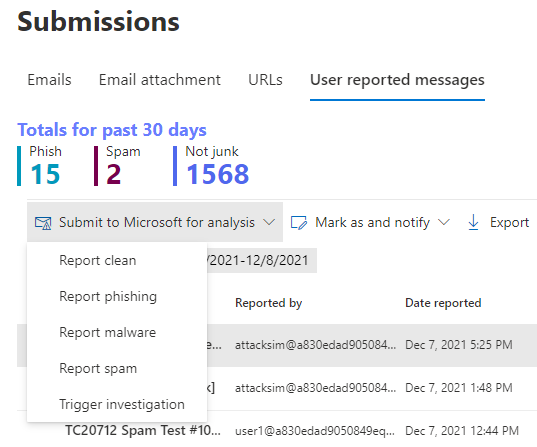 Submissions
Emails Email attachment URLs User reported messages
Totals for past 30 days
Phish Spam Not junk
15 2 1568
Submit to Microsoft for analysis Mark as and notify Export
Report clean /2021-12/8/2021
Report phishing
Reported by Date reported
Report malware
e... attacksim@a830edad905084... Dec 7, 2021 5:25 PM
Report spam
k] attacksim@a830edad905084... Dec 7, 2021 1:48 PM
Trigger investigation
TC20712 Spam Test #10... user1@a830edad9050849eq... Dec 7, 2021 12:44 PM